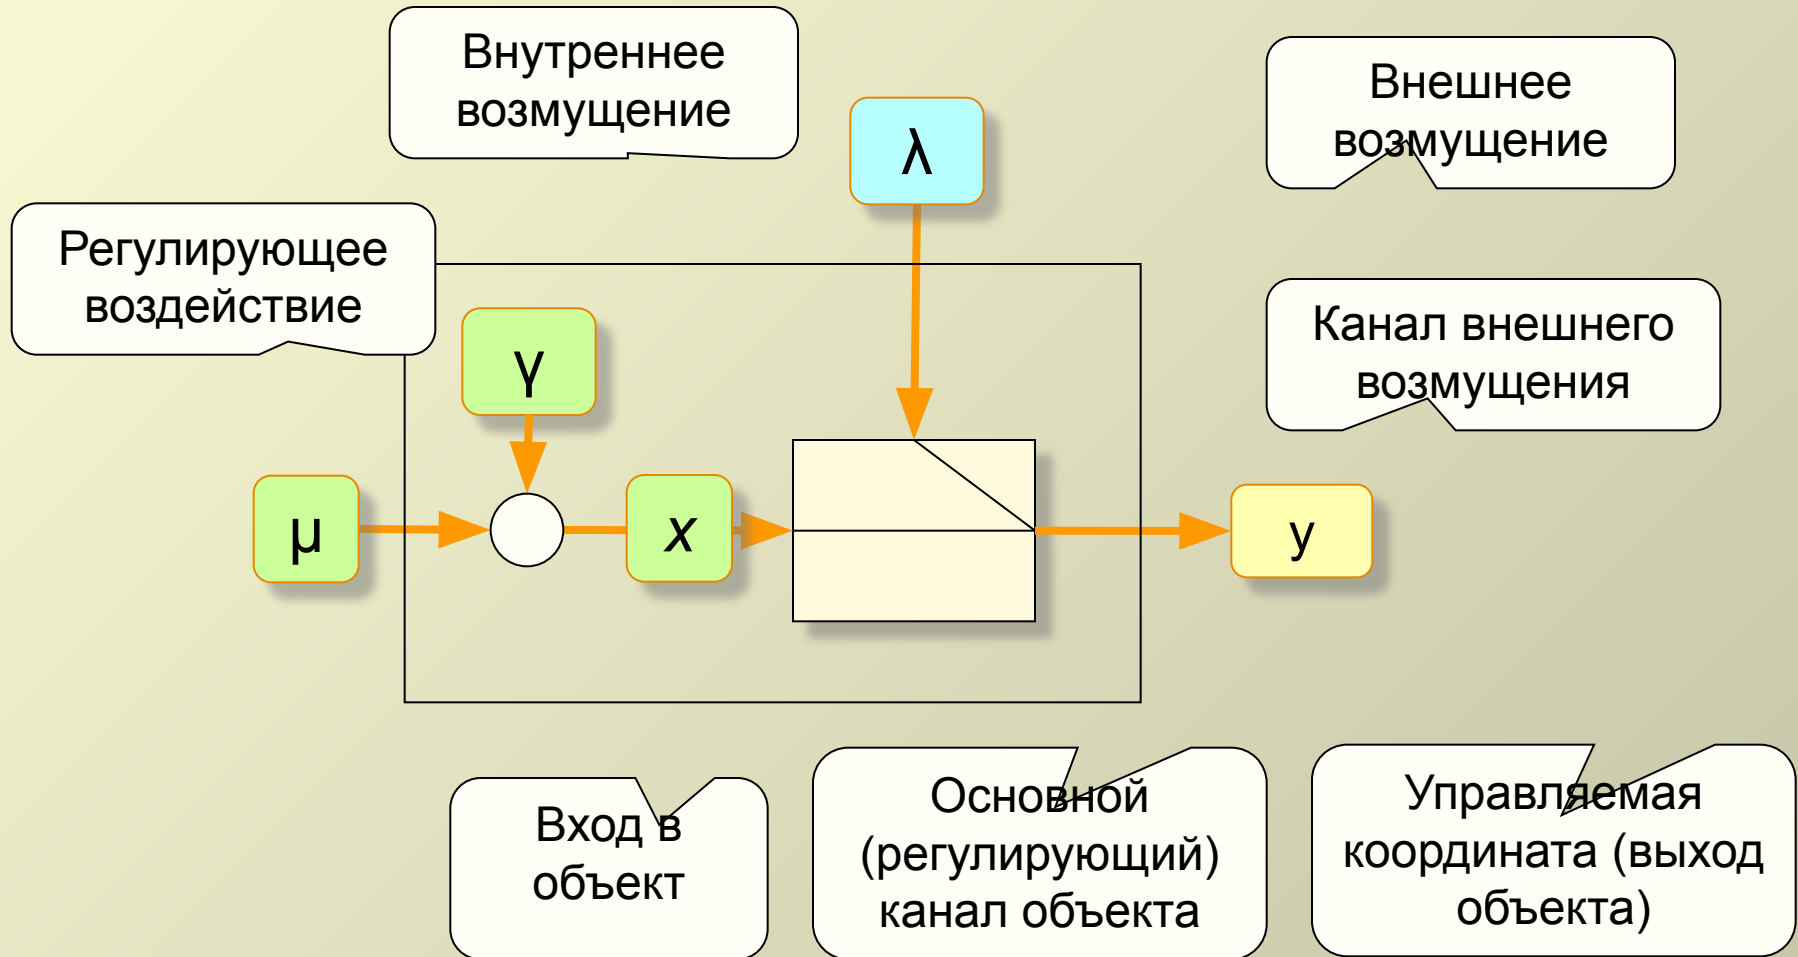 Внутреннее
возмущение
λ
Внешнее
возмущение
Регулирующее
воздействие
γ
Канал внешнего
возмущения
μ
x
y
Вход в
объект
Основной
(регулирующий)
канал объекта
Управляемая
координата (выход
объекта)